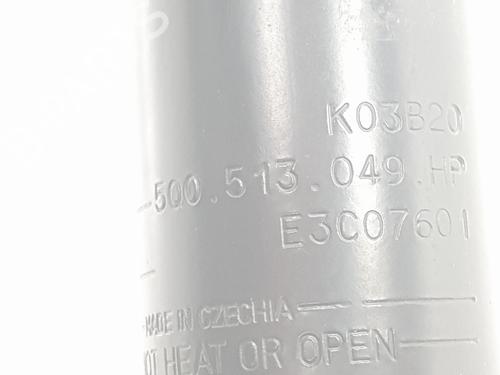 K03B20
5Q0.513.049.HP
E3C07601
MADE IN CZECHIA
HEAT OR OPEN